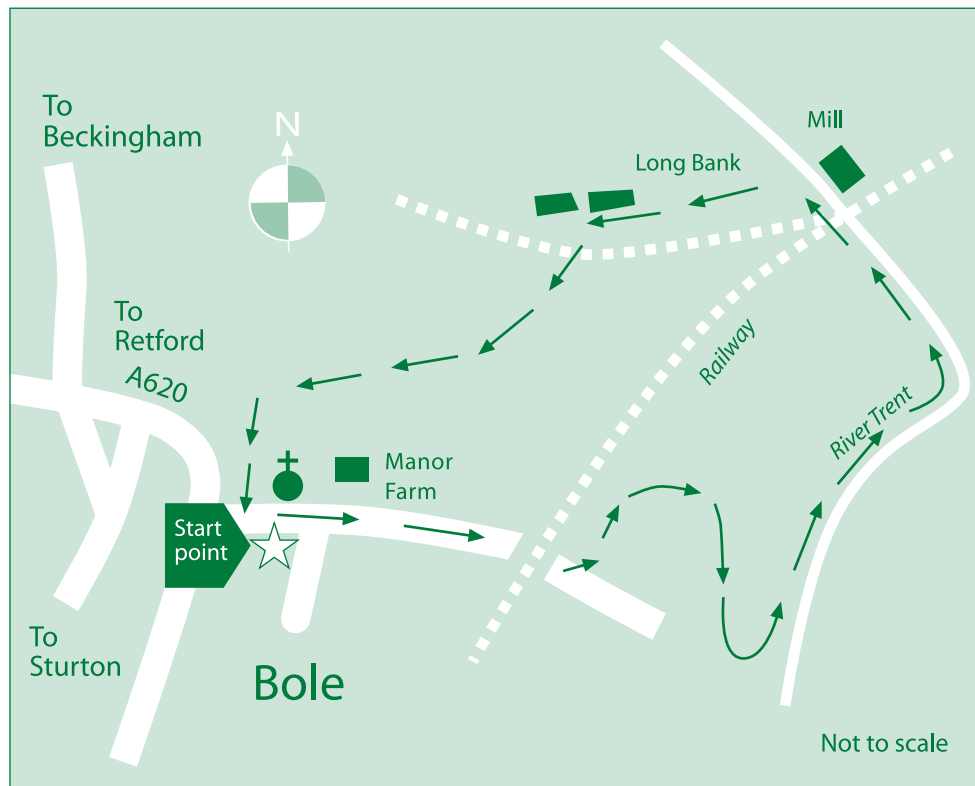 To
Beckingham
N
Mill
Long Bank
To
Retford
A620
Railway
River Trent
Manor
Farm
Start
point
To
Sturton
Bole
Not to scale